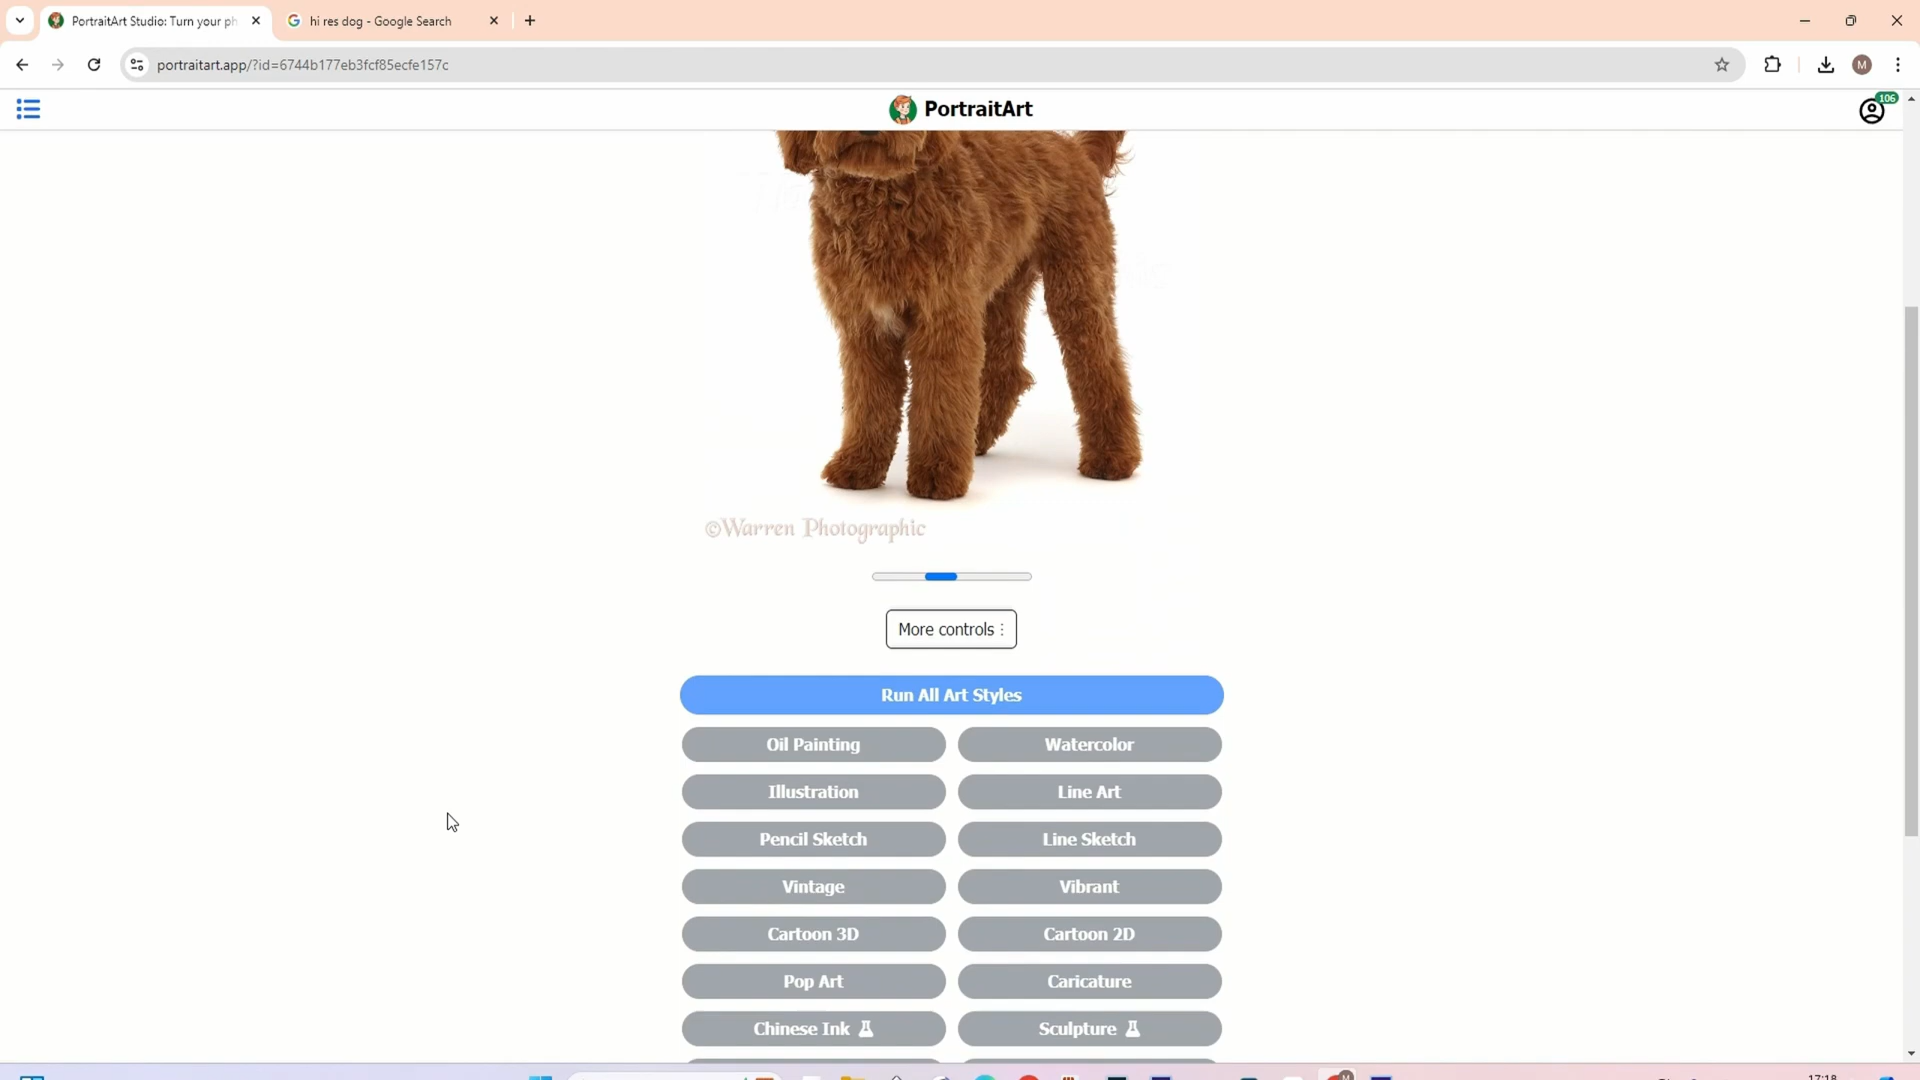 PortraitArt Studio: Turn your ph
hi res dog - Google Search
portraitart.app/?id=6744b177eb3fcf85ecfe157c
M
PortraitArt
106
©Warren Photographic
More controls ⋮
Run All Art Styles
Oil Painting
Watercolor
Illustration
Line Art
Pencil Sketch
Line Sketch
Vintage
Vibrant
Cartoon 3D
Cartoon 2D
Pop Art
Caricature
Chinese Ink
Sculpture
17:18